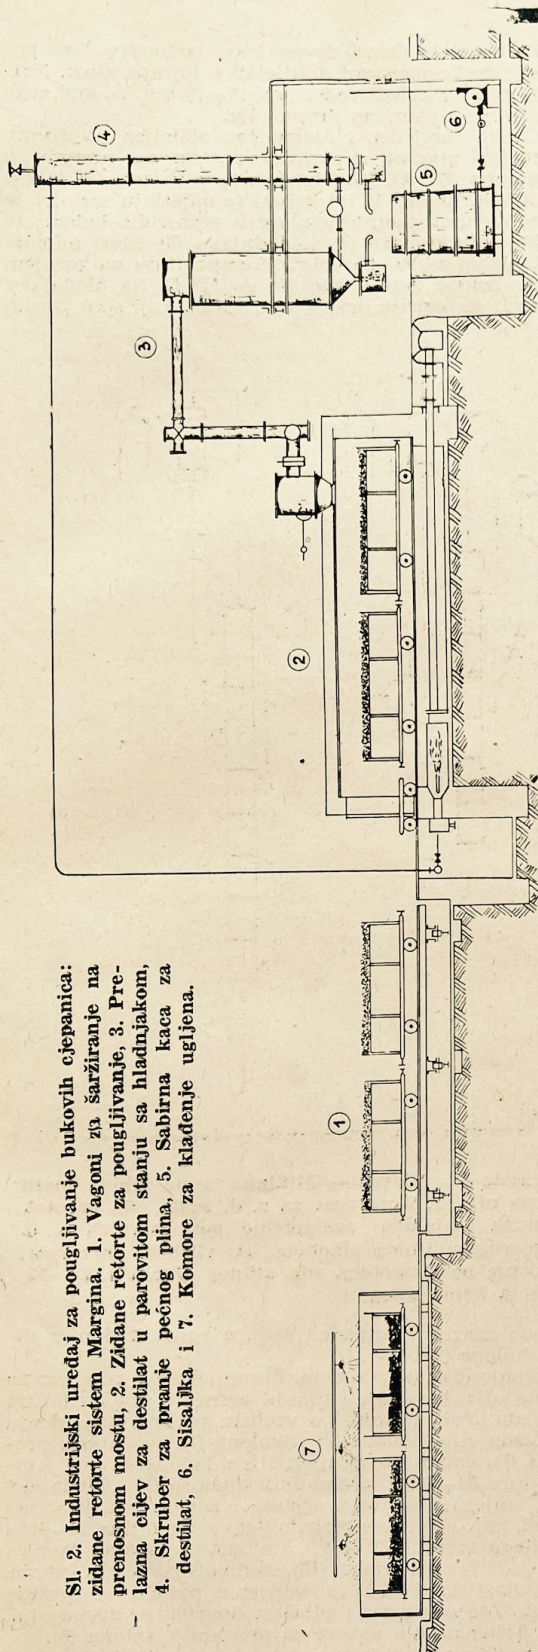 Sl. 2. Industrijski uređaj za pougljivanje bukovih cjepanica:
zidane retorte sistem Margina. 1. Vagoni za šaržiranje na
prenosnom mostu, 2. Zidane retorte za pougljivanje, 3. Pre-
lazna cijev za destilat u parovitom stanju sa hladnjakom,
4. Skruber za pranje pećnog plina, 5. Sabirna kaca za
destilat, 6. Sisaljka i 7. Komore za klađenje ugljena.
7
1
2
3
4
5
6